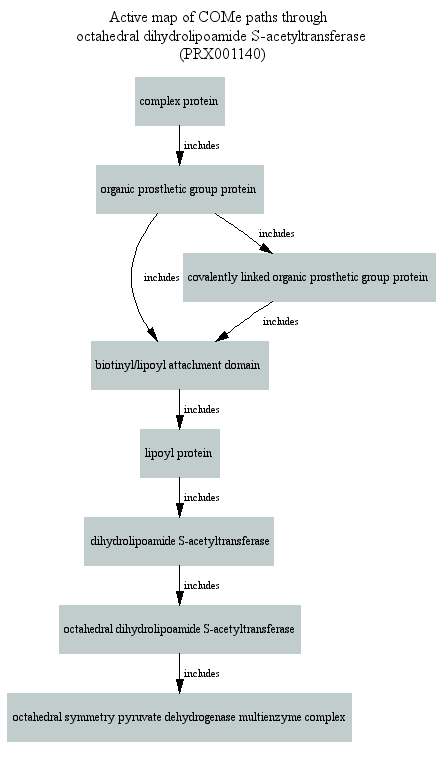 Active map of COMe paths through
octahedral dihydrolipoamide S-acetyltransferase
(PRX001140)
complex protein
includes
organic prosthetic group protein
includes
includes
covalently linked organic prosthetic group protein
includes
biotinyl/lipoyl attachment domain
includes
lipoyl protein
includes
dihydrolipoamide S-acetyltransferase
includes
octahedral dihydrolipoamide S-acetyltransferase
includes
octahedral symmetry pyruvate dehydrogenase multienzyme complex